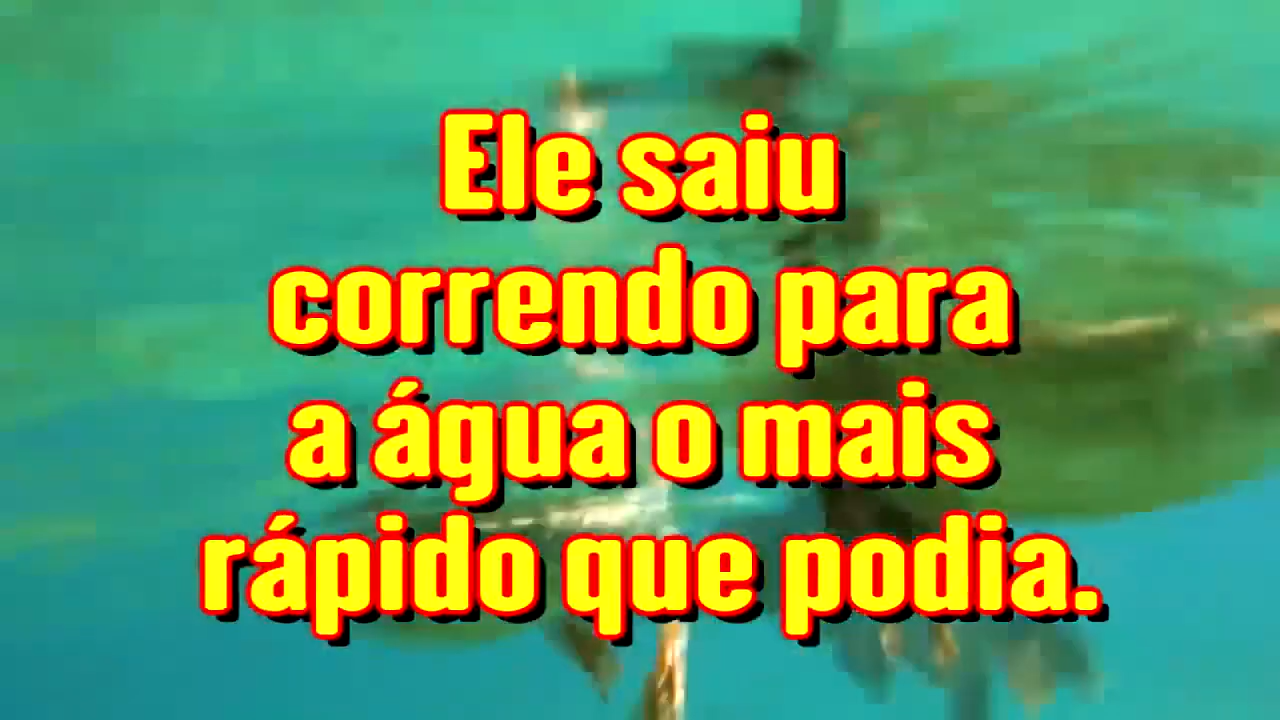 Ele saiu
correndo para
a água o mais
rápido que podia.